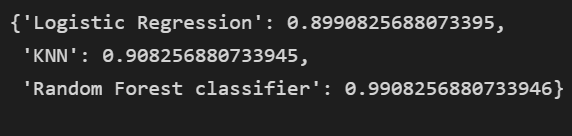 {'Logistic Regression': 0.8990825688073395,
'KNN': 0.908256880733945,
'Random Forest classifier': 0.9908256880733946}